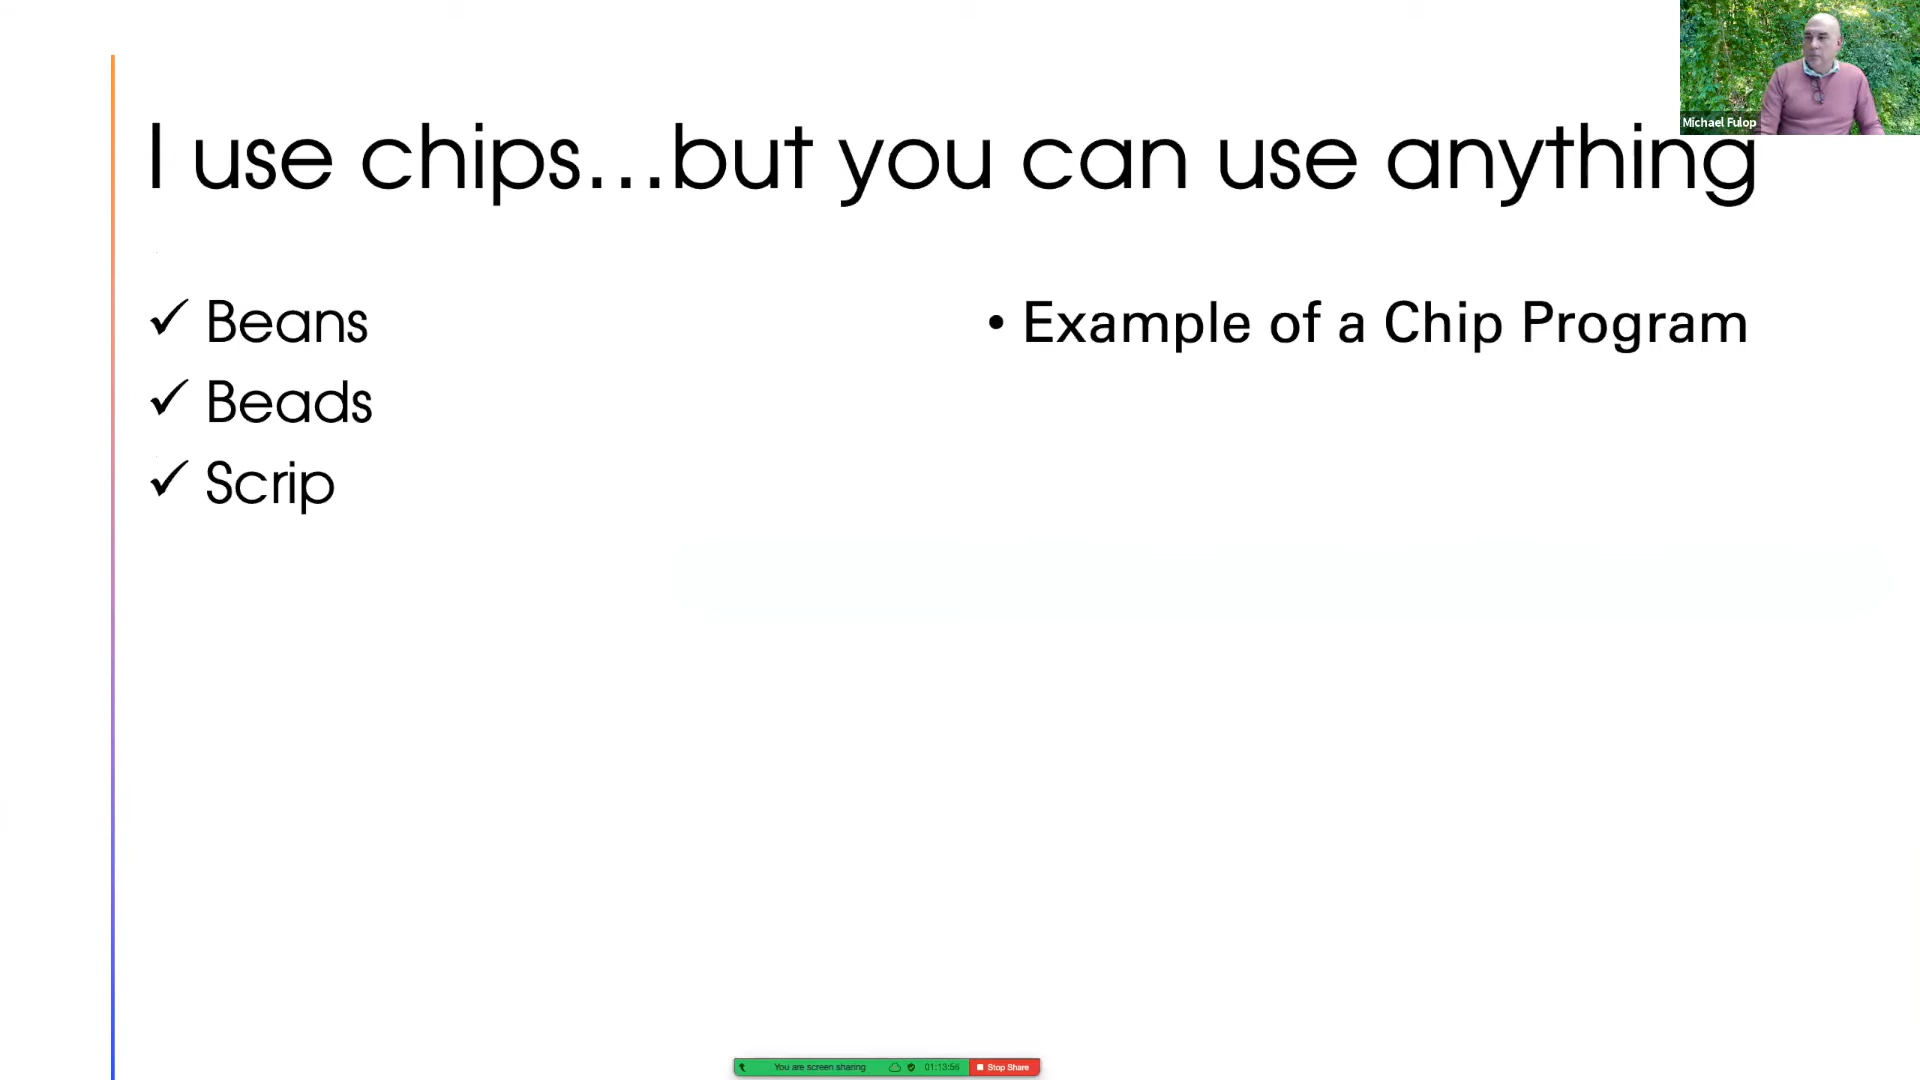 Michael Fulop
I use chips...but you can use anything
✓ Beans
✓ Beads
✓ Scrip
• Example of a Chip Program
You are screen sharing 01:13:56 Stop Share